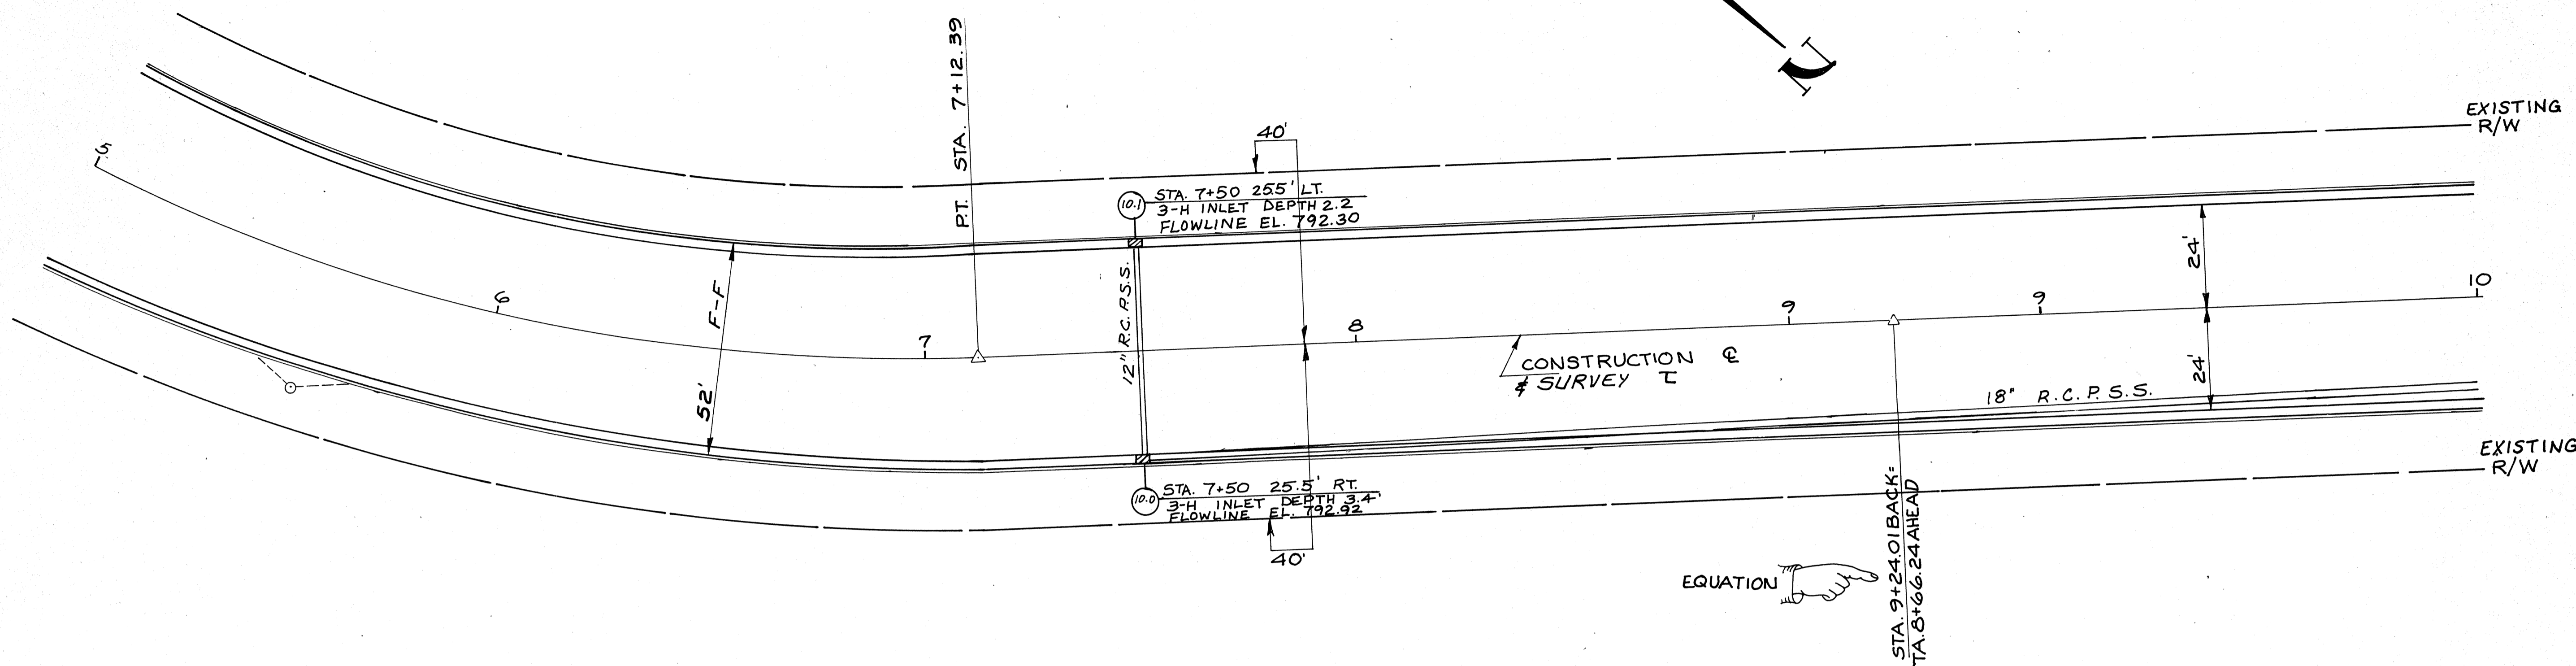 EXISTING
R/W
P.T. STA. 7+12.39
40'
10.1
STA. 7+50 25.5' LT.
3-H INLET DEPTH 2.2
FLOWLINE EL. 792.30
5
6
7
8
9
9
10
F-F
52'
12" R.C.P.S.S.
24'
24'
CONSTRUCTION ℄
& SURVEY
18" R.C.P.S.S.
10.0
STA. 7+50 25.5' RT.
3-H INLET DEPTH 3.4'
FLOWLINE EL. 792.92
40'
EXISTING
R/W
EQUATION
STA. 9+24.01 BACK=
TA. 8+66.24 AHEAD